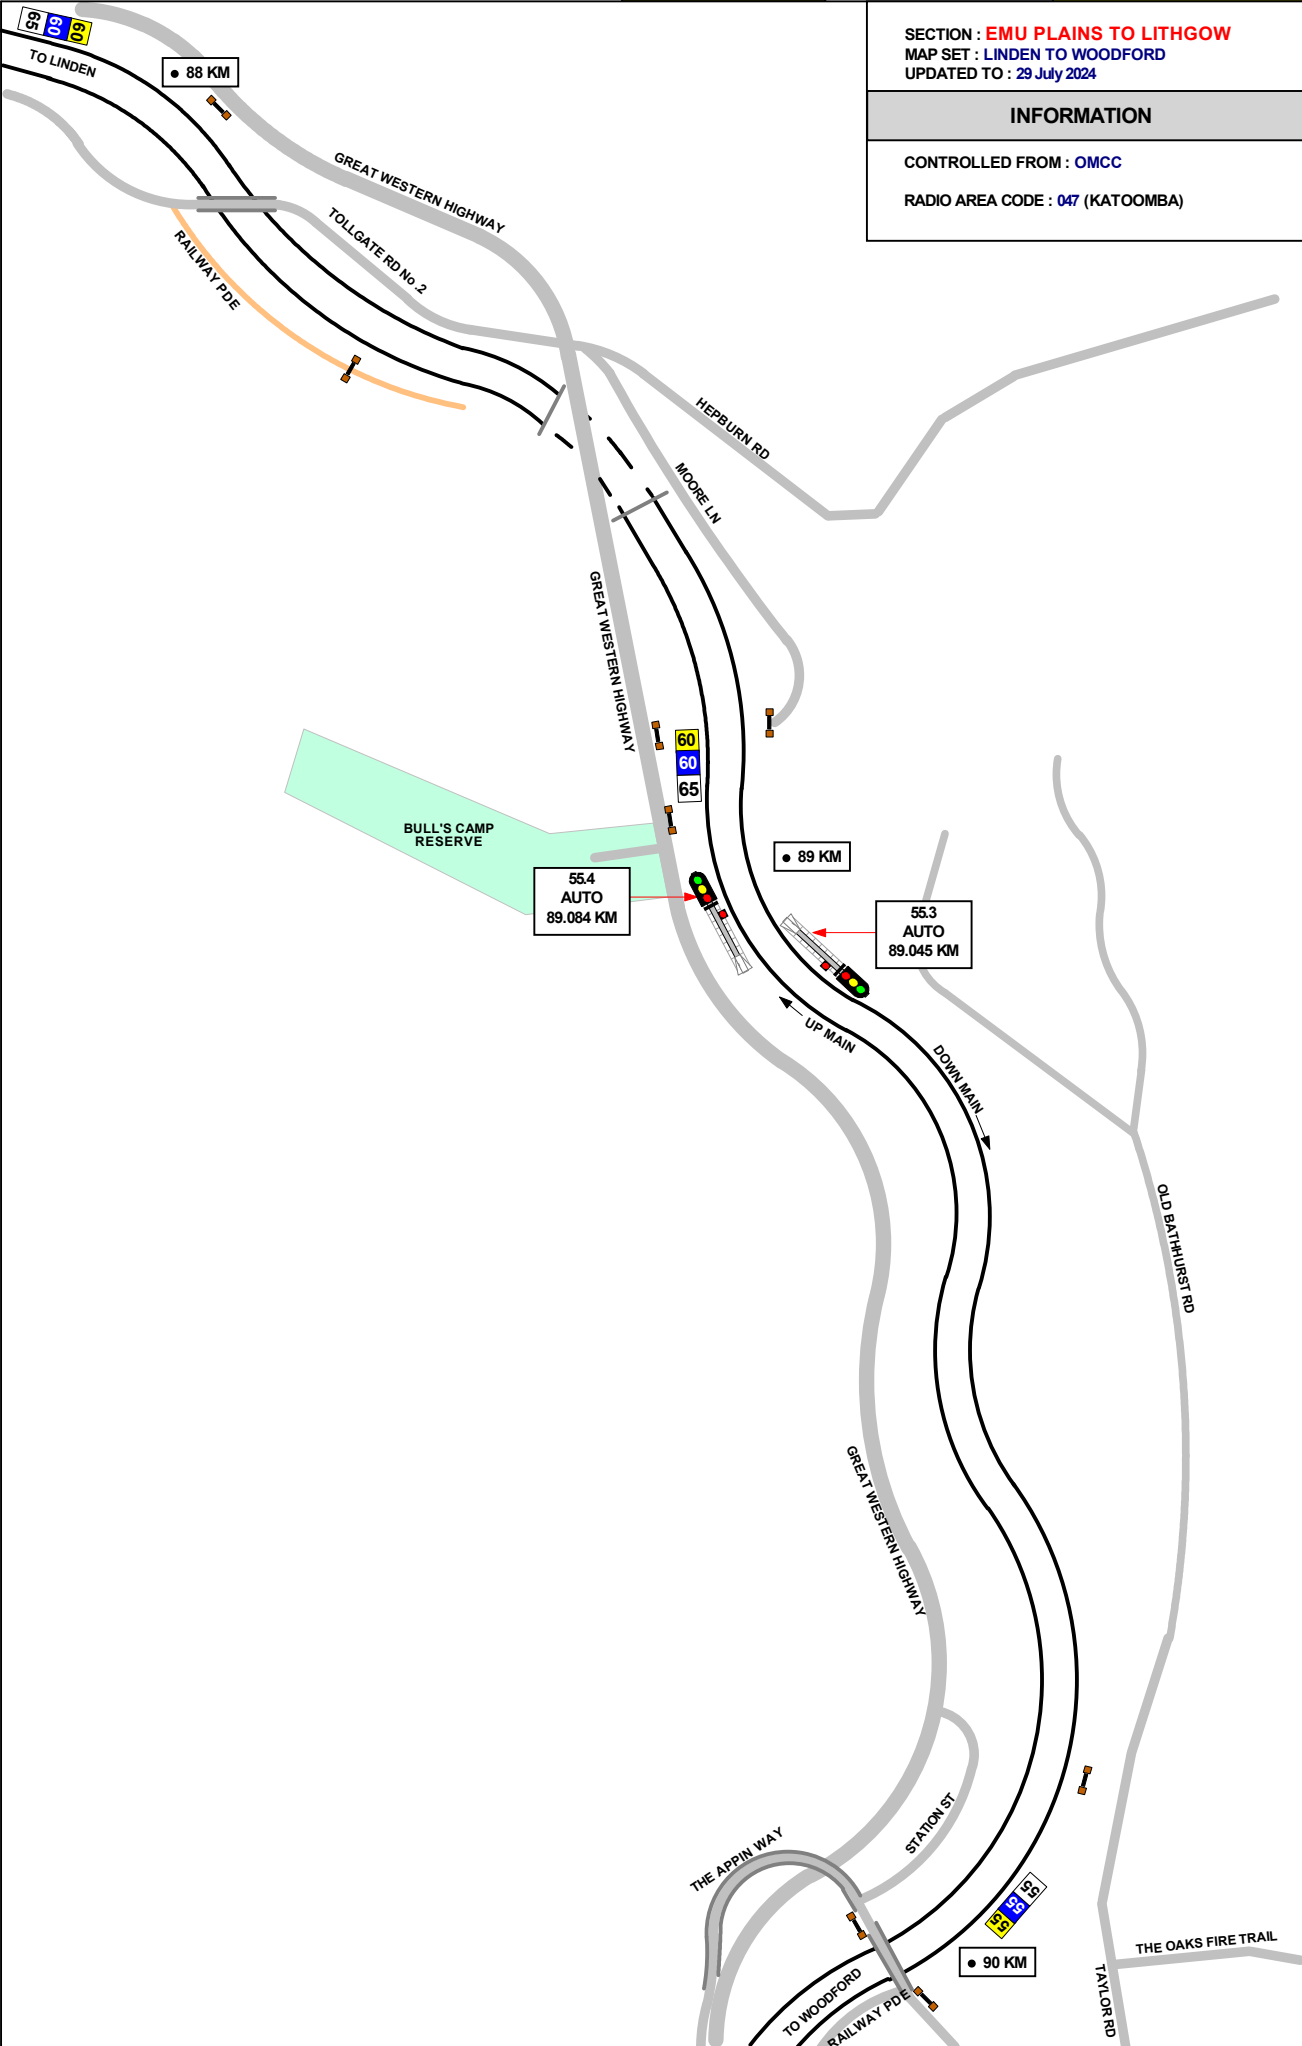 SECTION : EMU PLAINS TO LITHGOW
MAP SET : LINDEN TO WOODFORD
UPDATED TO : 29 July 2024
INFORMATION
CONTROLLED FROM : OMCC
RADIO AREA CODE : 047 (KATOOMBA)
65
60
60
TO LINDEN
88 KM
GREAT WESTERN HIGHWAY
TOLLGATE RD No.2
RAILWAY PDE
HEPBURN RD
MOORE LN
GREAT WESTERN HIGHWAY
60
60
65
BULL'S CAMP
RESERVE
89 KM
55.4
AUTO
89.084 KM
55.3
AUTO
89.045 KM
UP MAIN
DOWN MAIN
OLD BATHHURST RD
GREAT WESTERN HIGHWAY
STATION ST
THE APPIN WAY
55
55
55
90 KM
THE OAKS FIRE TRAIL
TAYLOR RD
TO WOODFORD
RAILWAY PDE